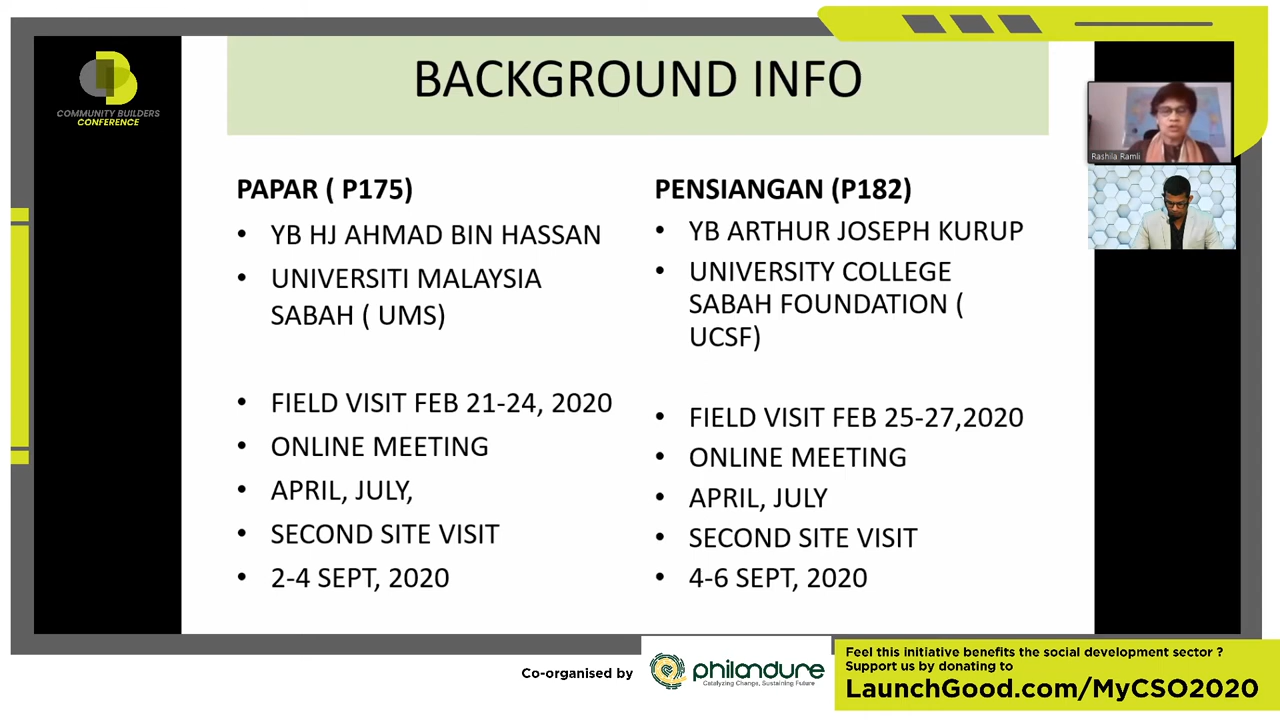 COMMUNITY BUILDERS
CONFERENCE
BACKGROUND INFO
PAPAR ( P175)
• YB HJ AHMAD BIN HASSAN
• UNIVERSITI MALAYSIA
SABAH ( UMS)
• FIELD VISIT FEB 21-24, 2020
• ONLINE MEETING
• APRIL, JULY,
• SECOND SITE VISIT
• 2-4 SEPT, 2020
PENSIANGAN (P182)
• YB ARTHUR JOSEPH KURUP
• UNIVERSITY COLLEGE
SABAH FOUNDATION (
UCSF)
• FIELD VISIT FEB 25-27,2020
• ONLINE MEETING
• APRIL, JULY
• SECOND SITE VISIT
• 4-6 SEPT, 2020
Rashila Ramli
Co-organised by
philandure
Catalyzing Change, Sustaining Future
Feel this initiative benefits the social development sector ?
Support us by donating to
LaunchGood.com/MyCSO2020